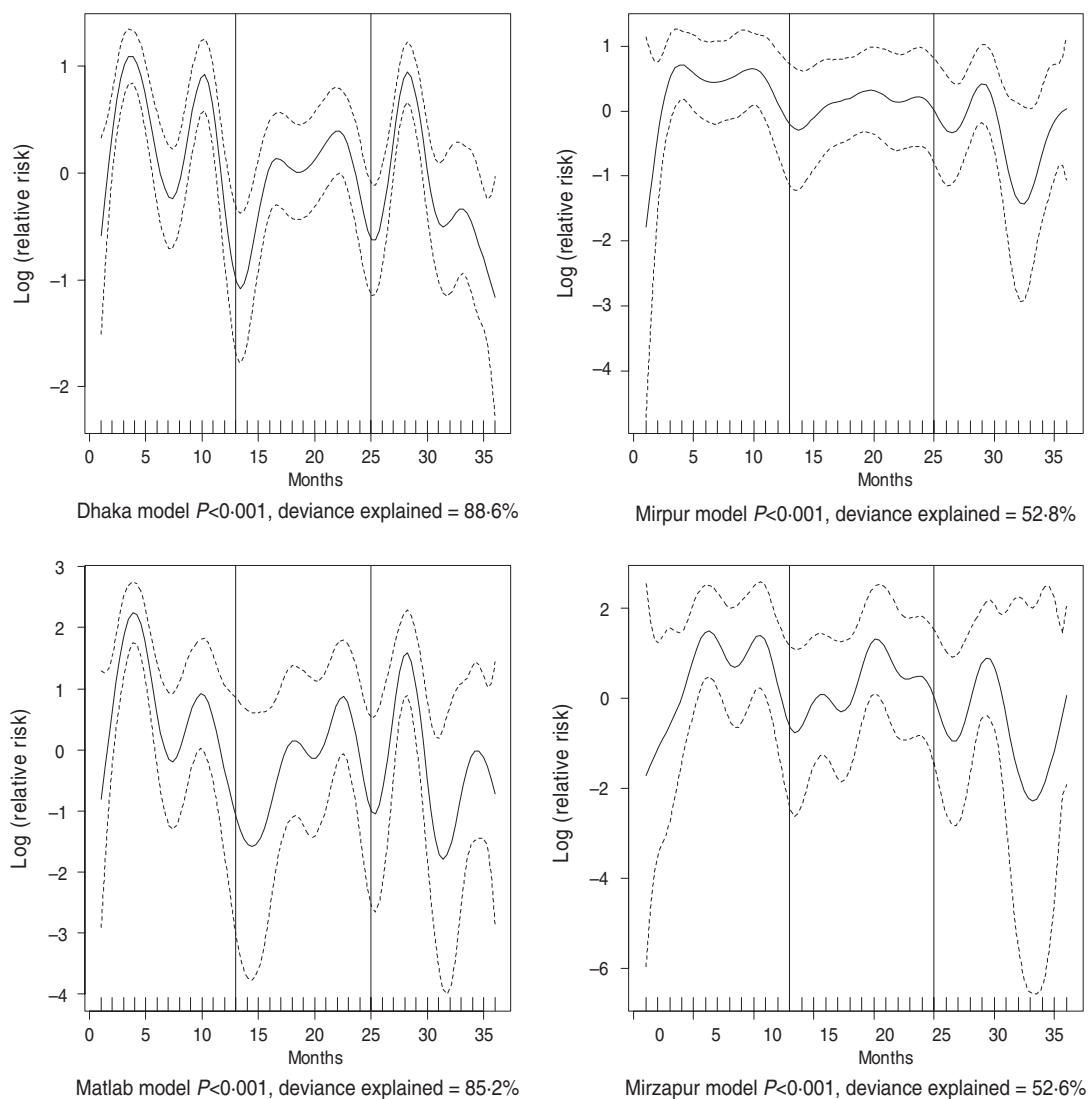 1
0
−1
−2
Log (relative risk)
0 5 10 15 20 25 30 35
Months
Dhaka model P<0·001, deviance explained = 88·6%
1
0
−1
−2
−3
−4
Log (relative risk)
0 5 10 15 20 25 30 35
Months
Mirpur model P<0·001, deviance explained = 52·8%
3
2
1
0
−1
−2
−3
−4
Log (relative risk)
0 5 10 15 20 25 30 35
Months
Matlab model P<0·001, deviance explained = 85·2%
2
0
−2
−4
−6
Log (relative risk)
0 5 10 15 20 25 30 35
Months
Mirzapur model P<0·001, deviance explained = 52·6%